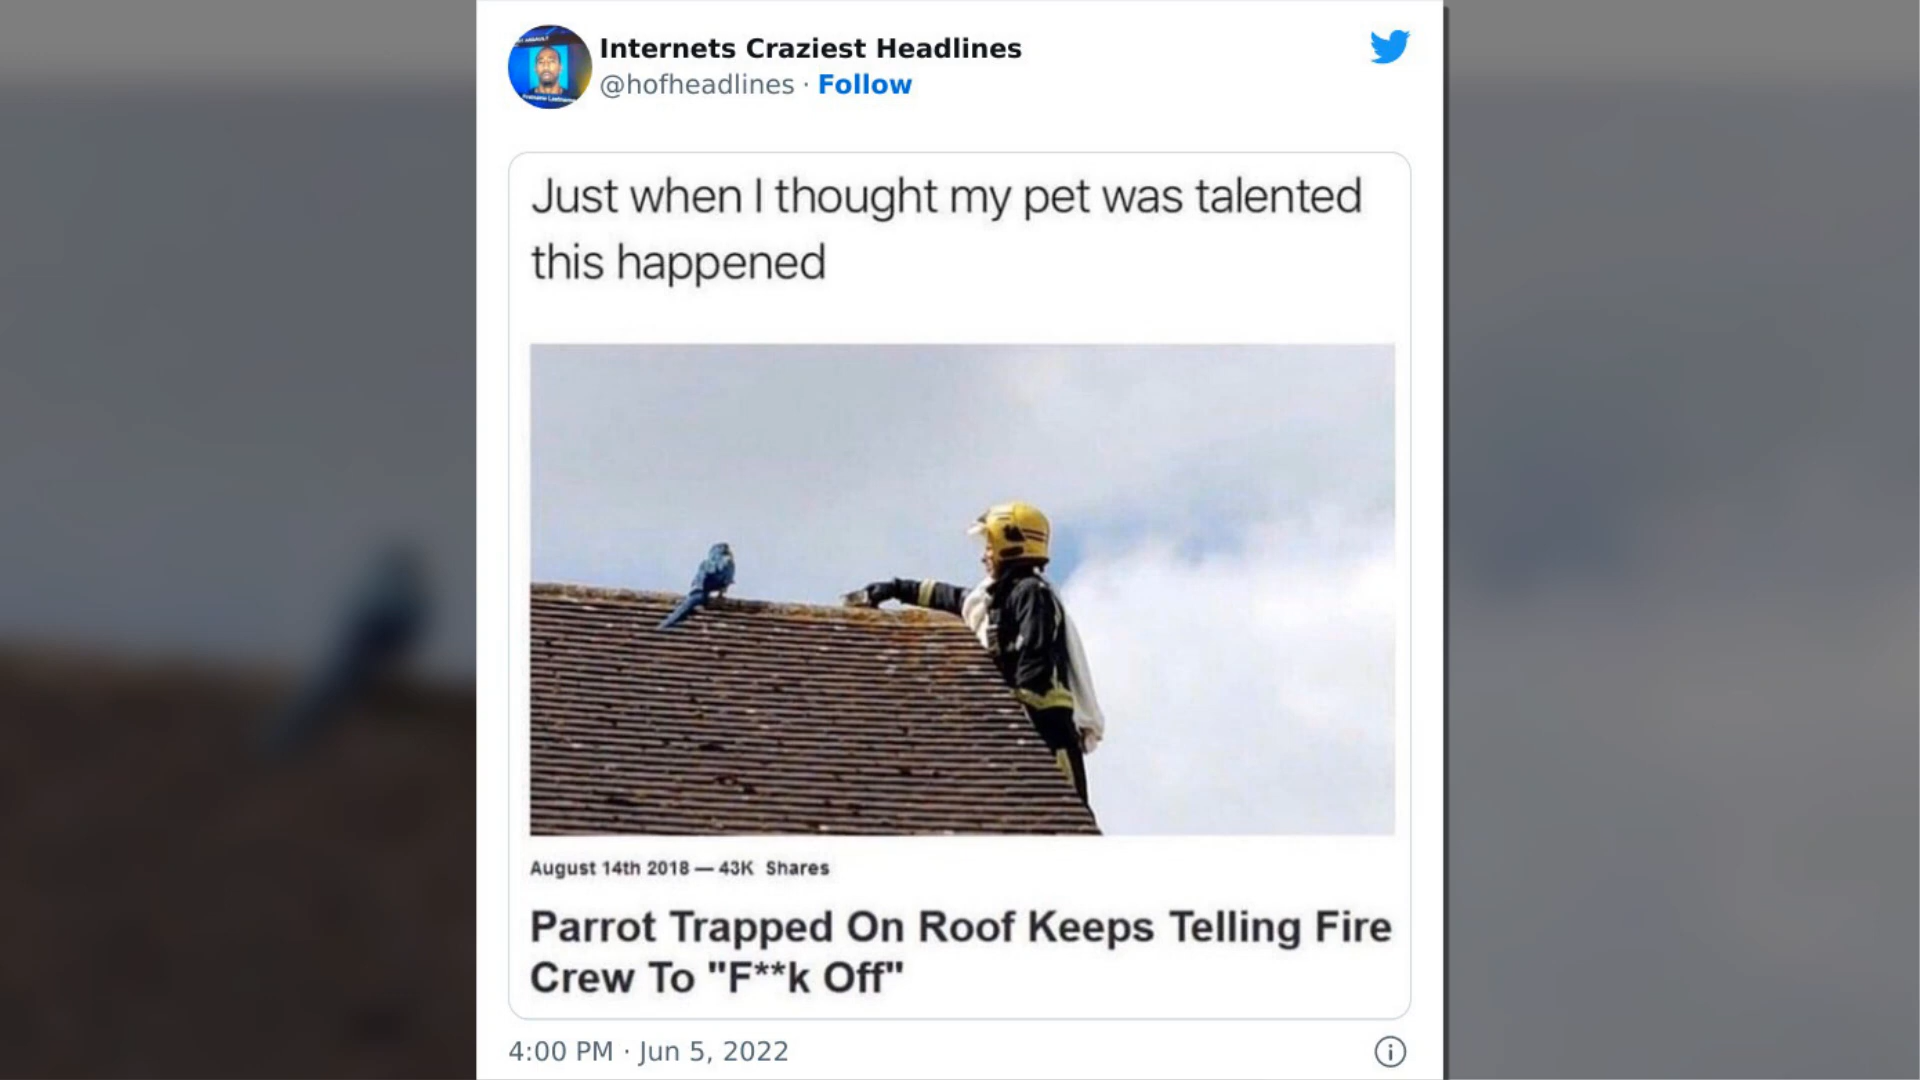 Internets Craziest Headlines
@hofheadlines · Follow
Just when I thought my pet was talented
this happened
August 14th 2018 — 43K Shares
Parrot Trapped On Roof Keeps Telling Fire
Crew To "F**k Off"
4:00 PM · Jun 5, 2022